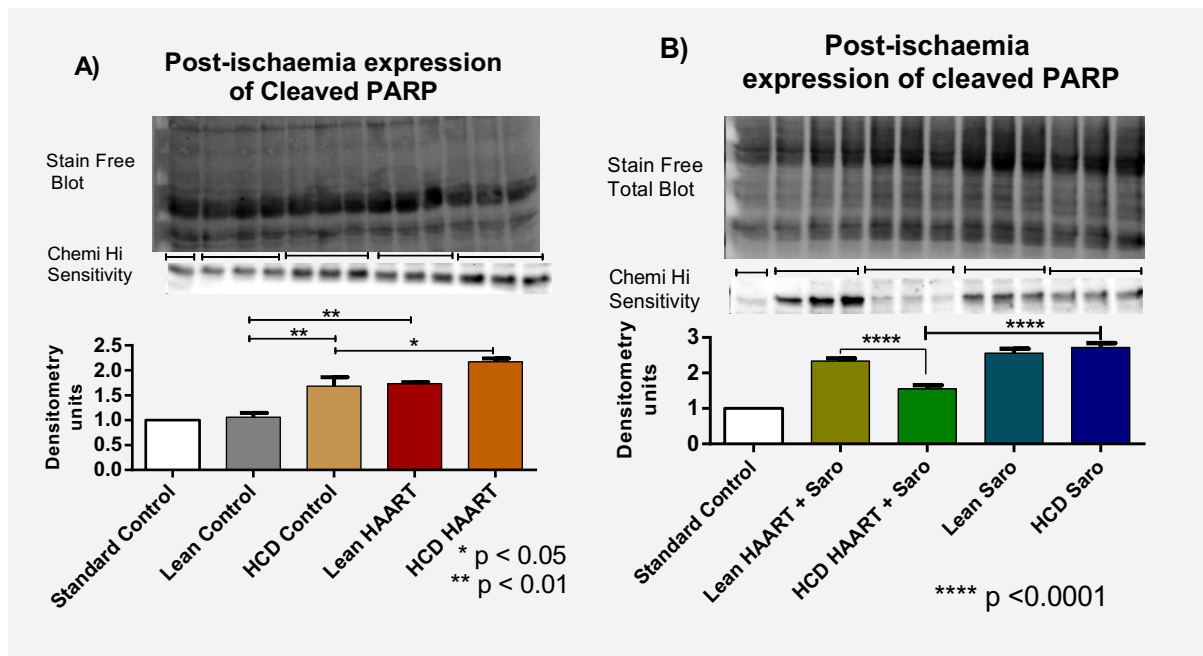 A)
Post-ischaemia expression
of Cleaved PARP
Stain Free
Blot
Chemi Hi
Sensitivity
**
**
*
Densitometry
units
2.5
2.0
1.5
1.0
0.5
0.0
Standard Control
Lean Control
HCD Control
Lean HAART
HCD HAART
* p < 0.05
** p < 0.01
B)
Post-ischaemia
expression of cleaved PARP
Stain Free
Total Blot
Chemi Hi
Sensitivity
****
****
Densitometry
units
3
2
1
0
Standard Control
Lean HAART + Saro
HCD HAART + Saro
Lean Saro
HCD Saro
**** p <0.0001